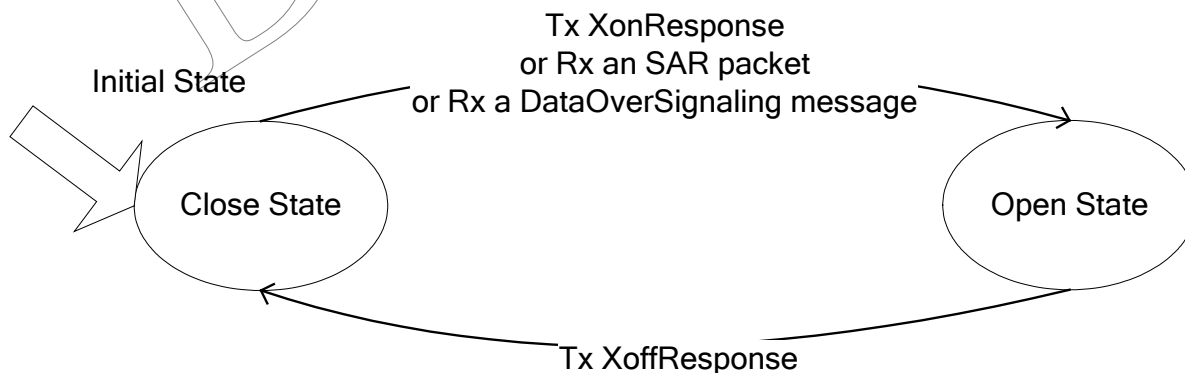 Tx XonResponse
or Rx an SAR packet
Initial State
or Rx a DataOverSignaling message
Close State
Open State
Tx XoffResponse